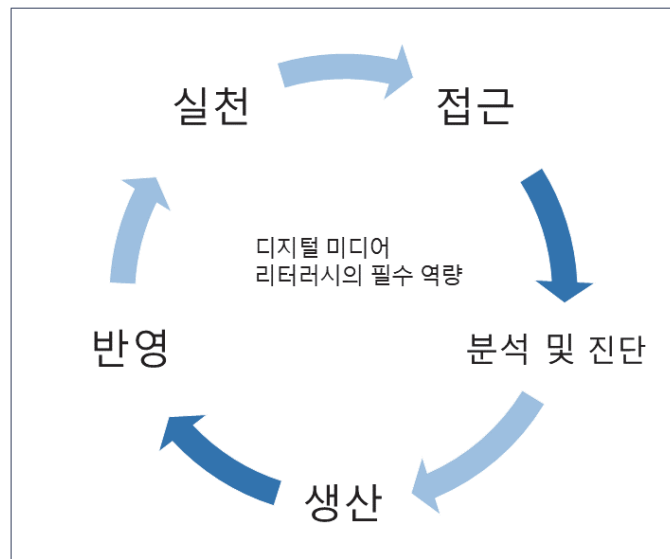 실천
접근
디지털 미디어
리터러시의 필수 역량
반영
분석 및 진단
생산